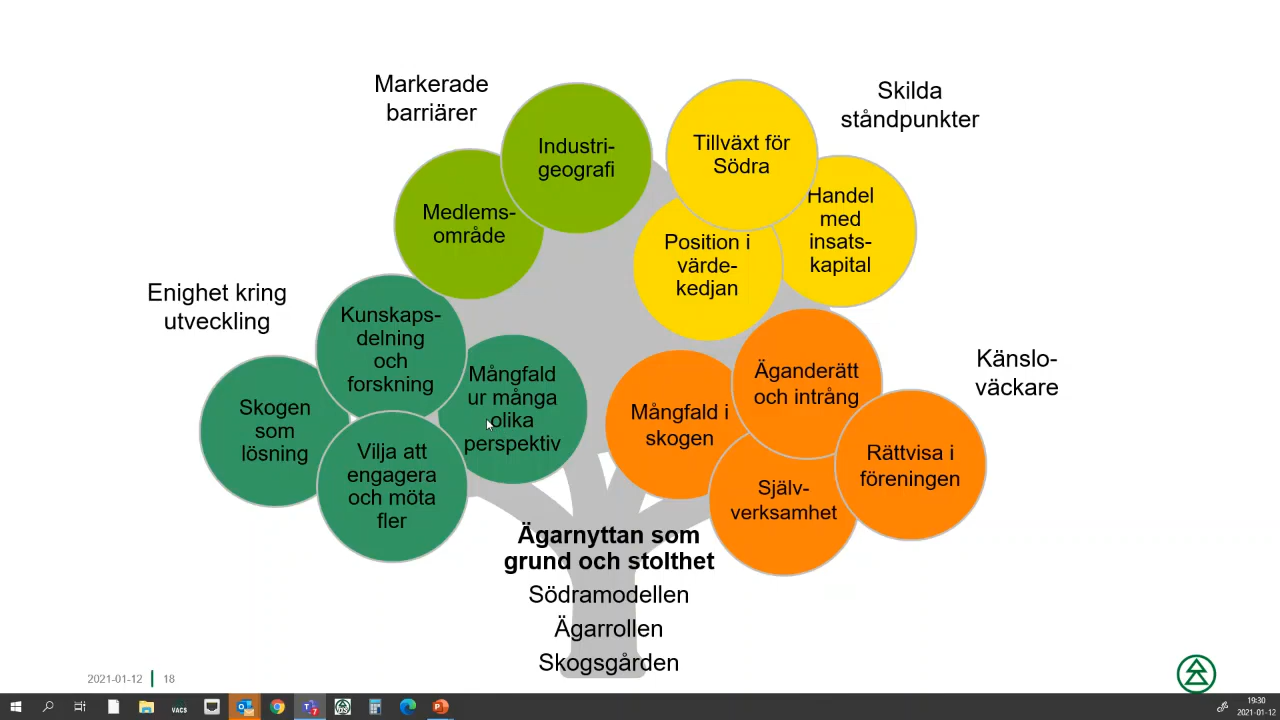 Markerade
barriärer
Skilda
ståndpunkter
Industri-
geografi
Tillväxt för
Södra
Medlems-
område
Handel
med
insats-
kapital
Position i
värde-
kedjan
Enighet kring
utveckling
Kunskaps-
delning
och
forskning
Mångfald
ur många
olika
perspektiv
Skogen
som
lösning
Vilja att
engagera
och möta
fler
Känslo-
väckare
Äganderätt
och intrång
Mångfald i
skogen
Rättvisa i
föreningen
Själv-
verksamhet
Ägarnyttan som
grund och stolthet
Södramodellen
Ägarrollen
Skogsgården
2021-01-12 18
VACS
7
19:30
2021-01-12